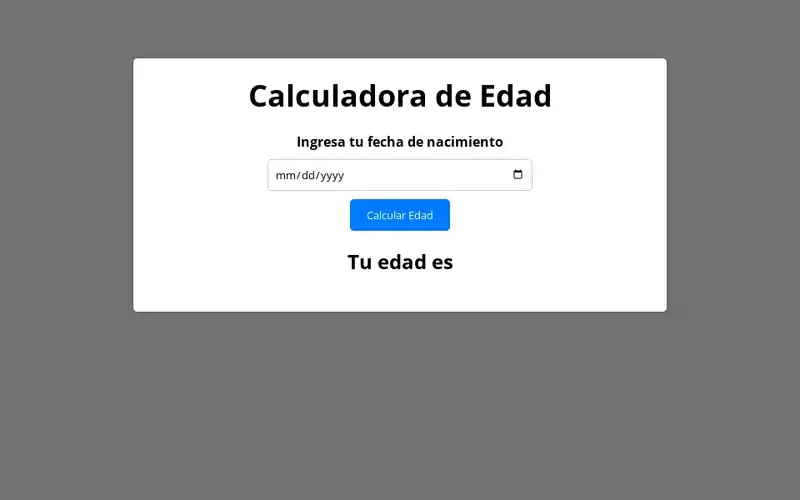 Calculadora de Edad
Ingresa tu fecha de nacimiento
mm/dd/yyyy
Calcular Edad
Tu edad es